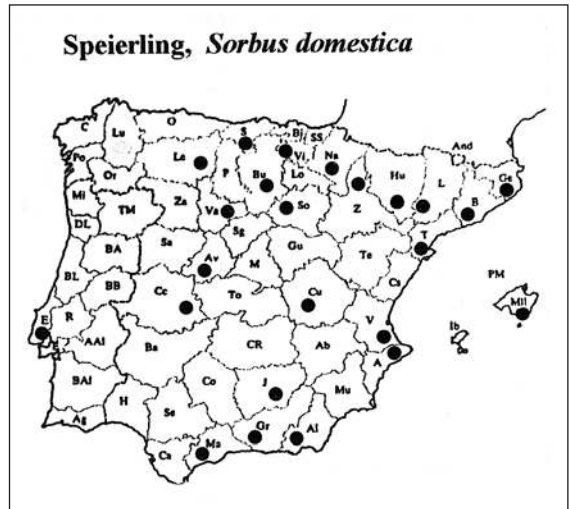 Speierling, Sorbus domestica
C Lu O S Bi SS
Po Or Le P Bu Vi Lo Na And
Mi TM Za Va So Z Hu L B Ge
DL Sg
BA Sa Av M Gu Te T
BL BB Cc To Cu Cs PM
E R AAl V Mll
Ba CR Ab Ib
BAl Co J A
H Se Mu
Ag Gr Al
Ca Ma